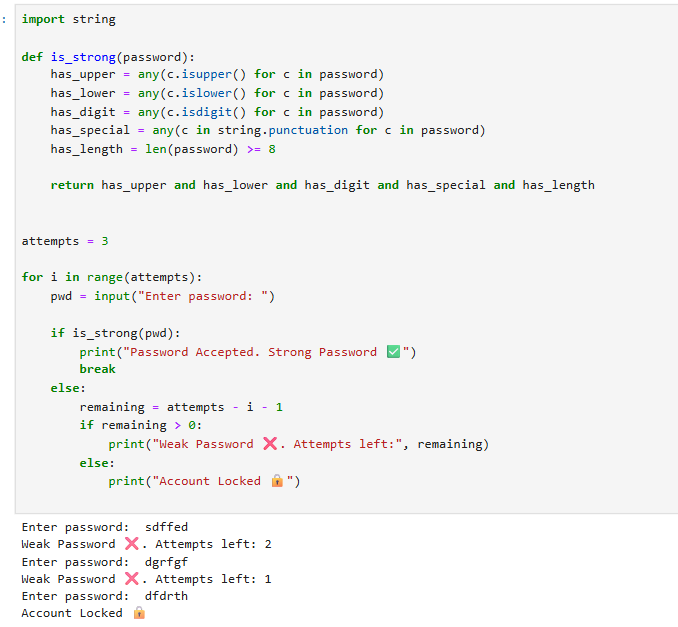 :
import string

def is_strong(password):
    has_upper = any(c.isupper() for c in password)
    has_lower = any(c.islower() for c in password)
    has_digit = any(c.isdigit() for c in password)
    has_special = any(c in string.punctuation for c in password)
    has_length = len(password) >= 8

    return has_upper and has_lower and has_digit and has_special and has_length


attempts = 3

for i in range(attempts):
    pwd = input("Enter password: ")

    if is_strong(pwd):
        print("Password Accepted. Strong Password ✅")
        break
    else:
        remaining = attempts - i - 1
        if remaining > 0:
            print("Weak Password ❌. Attempts left:", remaining)
        else:
            print("Account Locked 🔒")

Enter password:  sdffed
Weak Password ❌. Attempts left: 2
Enter password:  dgrfgf
Weak Password ❌. Attempts left: 1
Enter password:  dfdrth
Account Locked 🔒